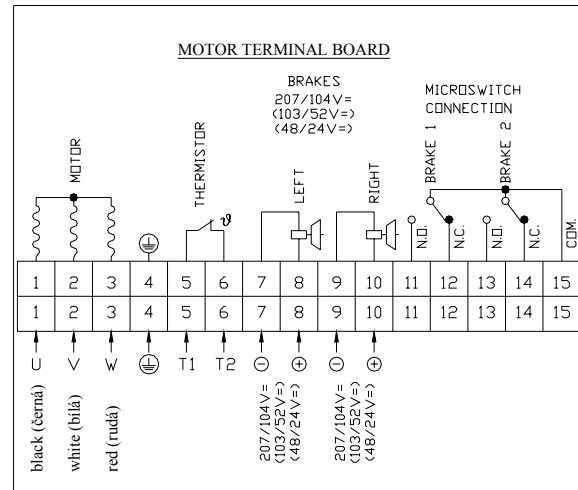 MOTOR TERMINAL BOARD
BRAKES
207/104V=
(103/52V=)
(48/24V=)
MICROSWITCH
CONNECTION
MOTOR
THERMISTOR
ϑ
LEFT
RIGHT
BRAKE 1
BRAKE 2
N.O.
N.C.
N.O.
N.C.
COM.
1 2 3 4 5 6 7 8 9 10 11 12 13 14 15
1 2 3 4 5 6 7 8 9 10 11 12 13 14 15
U V W T1 T2 - + - +
black (černá)
white (bílá)
red (rudá)
207/104V=
(103/52V=)
(48/24V=)
207/104V=
(103/52V=)
(48/24V=)